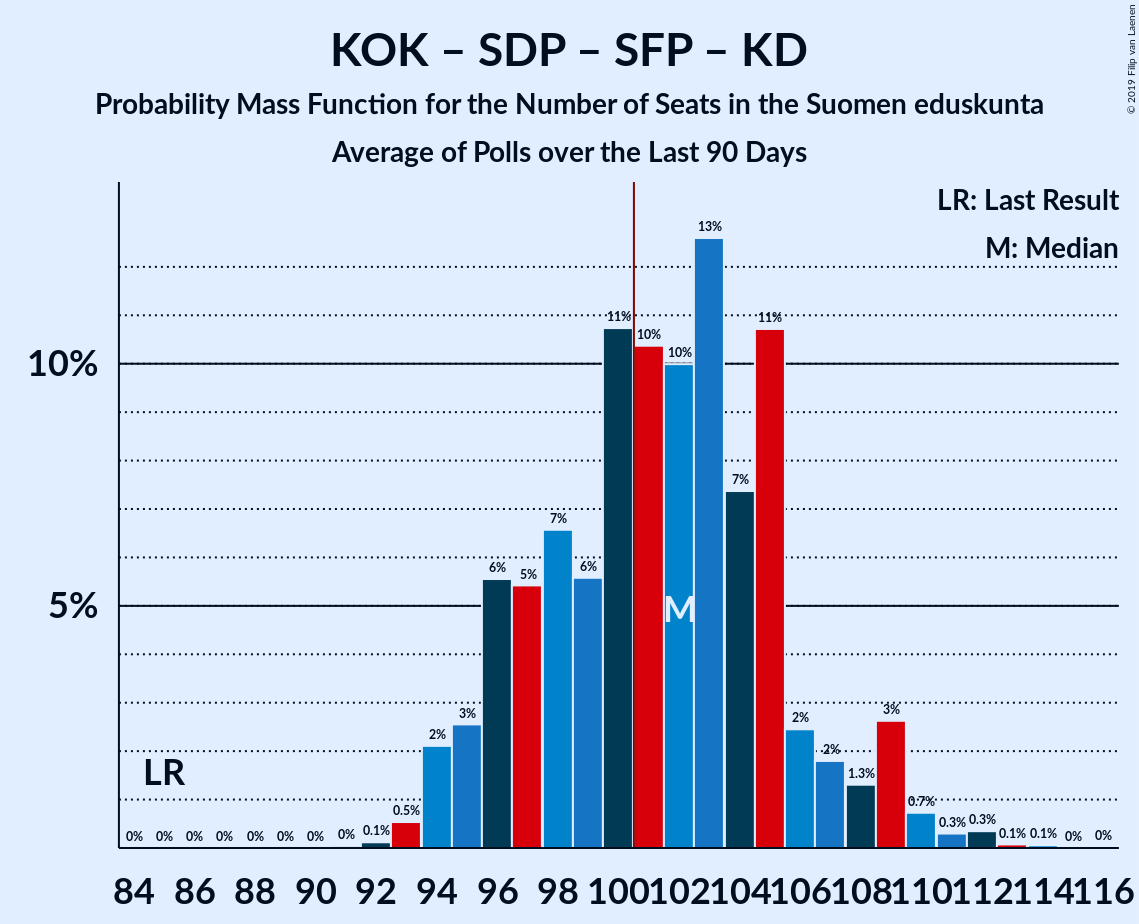 KOK – SDP – SFP – KD
Probability Mass Function for the Number of Seats in the Suomen eduskunta
Average of Polls over the Last 90 Days
© 2019 Filip van Laenen
LR: Last Result
M: Median
13%
11% 10% 10% 11%
10%
7%
7%
6% 5% 6%
5%
M
3%
2% 3% 2% 2%
LR
1.3%
0% 0% 0% 0% 0% 0% 0% 0% 0.1% 0.5% 0.7% 0.3% 0.3% 0.1% 0.1% 0% 0%
84 86 88 90 92 94 96 98 100 102 104 106 108 110 112 114 116